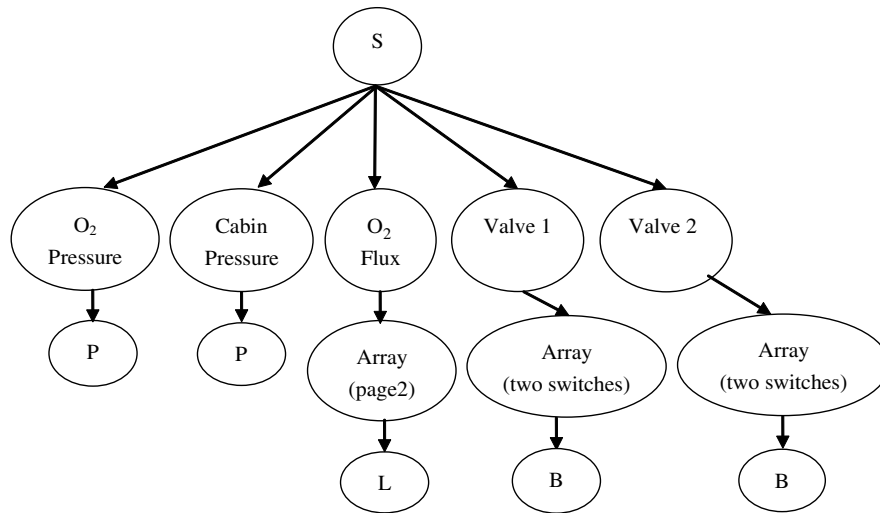 S
O₂
Pressure
Cabin
Pressure
O₂
Flux
Valve 1
Valve 2
P
P
Array
(page2)
Array
(two switches)
Array
(two switches)
L
B
B